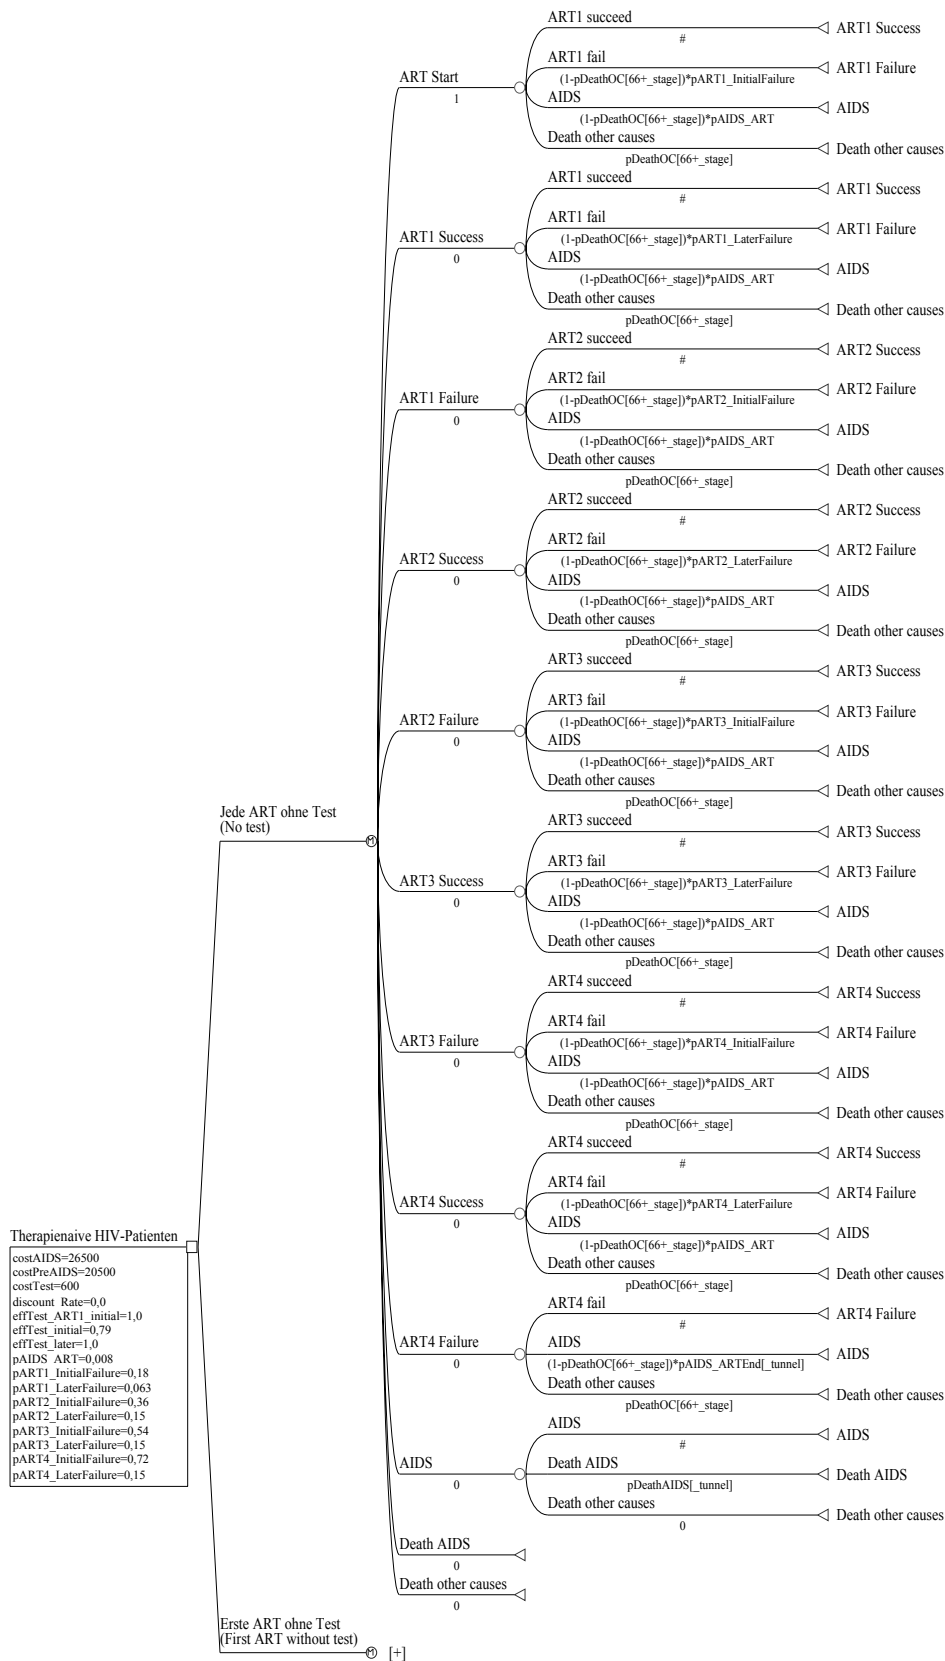 ART Start
1
ART1 succeed
#
ART1 Success
ART1 fail
(1-pDeathOC[66+_stage])*pART1_InitialFailure
ART1 Failure
AIDS
(1-pDeathOC[66+_stage])*pAIDS_ART
AIDS
Death other causes
pDeathOC[66+_stage]
Death other causes
ART1 Success
0
ART1 succeed
#
ART1 Success
ART1 fail
(1-pDeathOC[66+_stage])*pART1_LaterFailure
ART1 Failure
AIDS
(1-pDeathOC[66+_stage])*pAIDS_ART
AIDS
Death other causes
pDeathOC[66+_stage]
Death other causes
ART1 Failure
0
ART2 succeed
#
ART2 Success
ART2 fail
(1-pDeathOC[66+_stage])*pART2_InitialFailure
ART2 Failure
AIDS
(1-pDeathOC[66+_stage])*pAIDS_ART
AIDS
Death other causes
pDeathOC[66+_stage]
Death other causes
ART2 Success
0
ART2 succeed
#
ART2 Success
ART2 fail
(1-pDeathOC[66+_stage])*pART2_LaterFailure
ART2 Failure
AIDS
(1-pDeathOC[66+_stage])*pAIDS_ART
AIDS
Death other causes
pDeathOC[66+_stage]
Death other causes
ART2 Failure
0
ART3 succeed
#
ART3 Success
ART3 fail
(1-pDeathOC[66+_stage])*pART3_InitialFailure
ART3 Failure
AIDS
(1-pDeathOC[66+_stage])*pAIDS_ART
AIDS
Death other causes
pDeathOC[66+_stage]
Death other causes
Jede ART ohne Test
(No test)
M
ART3 Success
0
ART3 succeed
#
ART3 Success
ART3 fail
(1-pDeathOC[66+_stage])*pART3_LaterFailure
ART3 Failure
AIDS
(1-pDeathOC[66+_stage])*pAIDS_ART
AIDS
Death other causes
pDeathOC[66+_stage]
Death other causes
ART3 Failure
0
ART4 succeed
#
ART4 Success
ART4 fail
(1-pDeathOC[66+_stage])*pART4_InitialFailure
ART4 Failure
AIDS
(1-pDeathOC[66+_stage])*pAIDS_ART
AIDS
Death other causes
pDeathOC[66+_stage]
Death other causes
ART4 Success
0
ART4 succeed
#
ART4 Success
ART4 fail
(1-pDeathOC[66+_stage])*pART4_LaterFailure
ART4 Failure
AIDS
(1-pDeathOC[66+_stage])*pAIDS_ART
AIDS
Death other causes
pDeathOC[66+_stage]
Death other causes
Therapienaive HIV-Patienten
costAIDS=26500
costPreAIDS=20500
costTest=600
discount_Rate=0,0
effTest_ART1_initial=1,0
effTest_initial=0,79
effTest_later=1,0
pAIDS_ART=0,008
pART1_InitialFailure=0,18
pART1_LaterFailure=0,063
pART2_InitialFailure=0,36
pART2_LaterFailure=0,15
pART3_InitialFailure=0,54
pART3_LaterFailure=0,15
pART4_InitialFailure=0,72
pART4_LaterFailure=0,15
ART4 Failure
0
ART4 fail
#
ART4 Failure
AIDS
(1-pDeathOC[66+_stage])*pAIDS_ARTEnd[_tunnel]
AIDS
Death other causes
pDeathOC[66+_stage]
Death other causes
AIDS
0
AIDS
#
AIDS
Death AIDS
pDeathAIDS[_tunnel]
Death AIDS
Death other causes
0
Death other causes
Death AIDS
0
Death other causes
0
Erste ART ohne Test
(First ART without test)
M
[+]